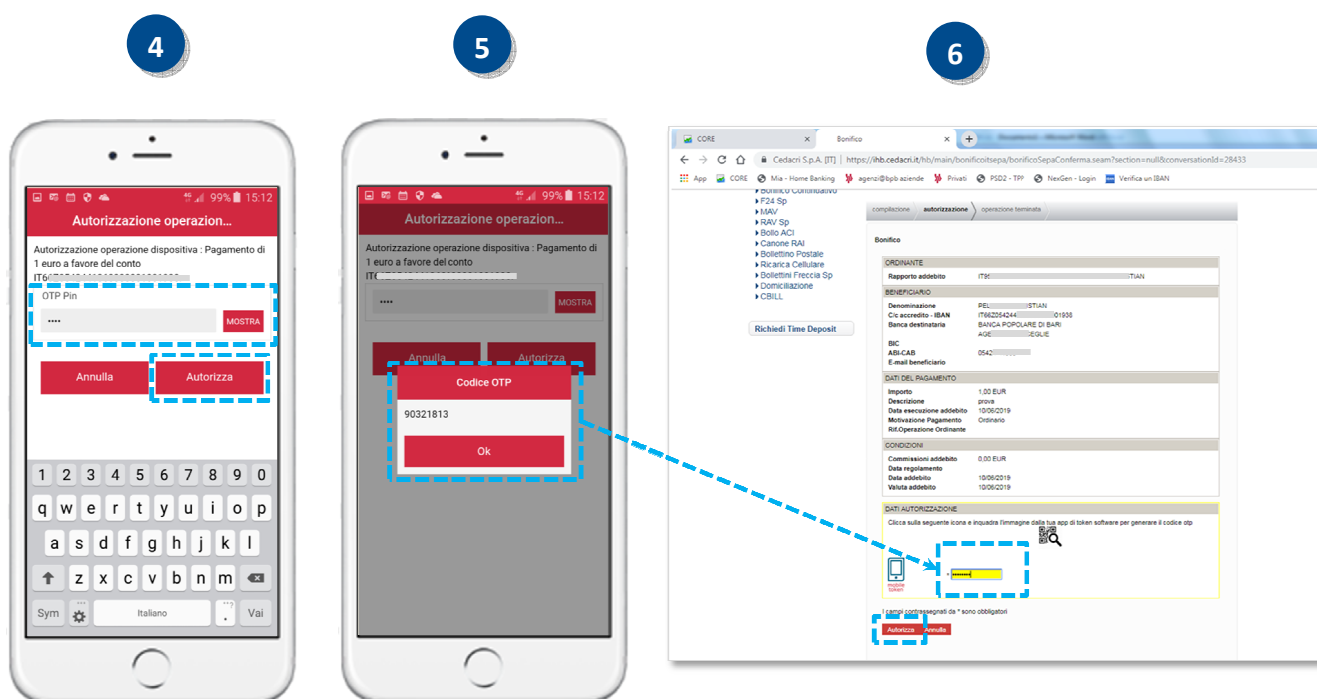 4
5
6
99% 15:12
Autorizzazione operazion...
Autorizzazione operazione dispositiva : Pagamento di
1 euro a favore del conto
OTP Pin
····
MOSTRA
Annulla
Autorizza
1 2 3 4 5 6 7 8 9 0
q w e r t y u i o p
a s d f g h j k l
z x c v b n m
Sym
Italiano
Vai
99% 15:12
Autorizzazione operazion...
Autorizzazione operazione dispositiva : Pagamento di
1 euro a favore del conto
····
MOSTRA
Annulla
Autorizza
Codice OTP
90321813
Ok
CORE
Bonifico
Cedacri S.p.A. [IT] | https://ihb.cedacri.it/hb/main/bonificoitsepa/bonificoSepaConferma.seam?section=null&conversationId=28433
App CORE Mia - Home Banking agenzi@bpb aziende Privati PSD2 - TPP NexGen - Login Verifica un IBAN
Bonifico Continuativo
F24 Sp
MAV
RAV Sp
Bollo ACI
Canone RAI
Bollettino Postale
Ricarica Cellulare
Bollettini Freccia Sp
Domiciliazione
CBILL
Richiedi Time Deposit
compilazione autorizzazione operazione terminata
Bonifico
ORDINANTE
Rapporto addebito
TIAN
BENEFICIARIO
Denominazione PEL ISTIAN
C/c accredito - IBAN IT66Z054244 01938
Banca destinataria BANCA POPOLARE DI BARI
AGE EGLIE
BIC
ABI-CAB 0542
E-mail beneficiario
DATI DEL PAGAMENTO
Importo 1,00 EUR
Descrizione prova
Data esecuzione addebito 10/06/2019
Motivazione Pagamento Ordinario
Rif.Operazione Ordinante
CONDIZIONI
Commissioni addebito 0,00 EUR
Data regolamento
Data addebito 10/06/2019
Valuta addebito 10/06/2019
DATI AUTORIZZAZIONE
Clicca sulla seguente icona e inquadra l'immagine dalla tua app di token software per generare il codice otp
mobile
token
*
I campi contrassegnati da * sono obbligatori
Autorizza Annulla